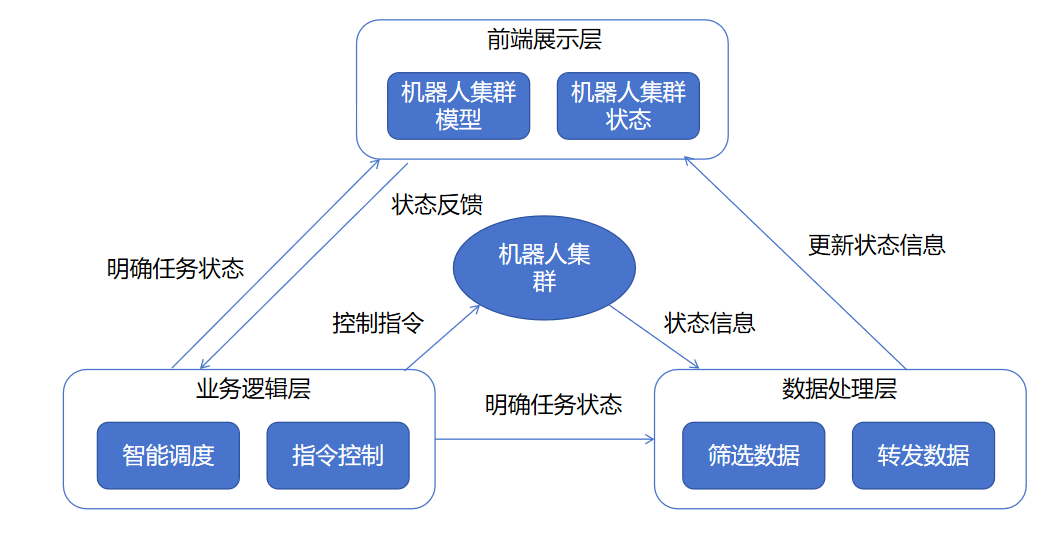 前端展示层
机器人集群
模型
机器人集群
状态
状态反馈
机器人集
群
更新状态信息
明确任务状态
控制指令
状态信息
业务逻辑层
智能调度
指令控制
明确任务状态
数据处理层
筛选数据
转发数据